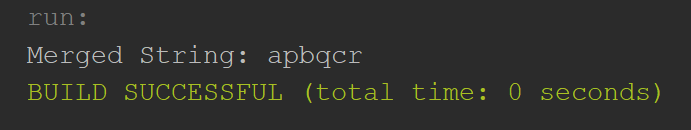 run:
Merged String: apbqcr
BUILD SUCCESSFUL (total time: 0 seconds)